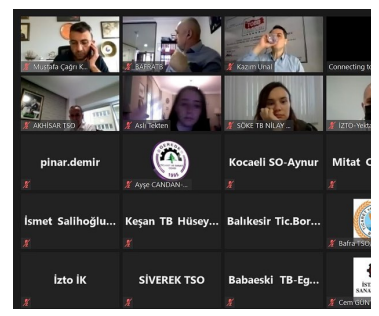 Mustafa Çağrı K...
BAFRATB
Kazım Ünal
Connecting to
AKHİSAR TSO
Aslı Tekten
SÖKE TB NİLAY ...
İZTO-Yekta
pinar.demir
Ayşe CANDAN-...
Kocaeli SO-Aynur
Mitat
İsmet Salihoğlu...
Keşan TB Hüsey...
Balıkesir Tic.Bor...
Bafra TSO
İzto İK
SİVEREK TSO
Babaeski TB-Eg...
Cem GÜN